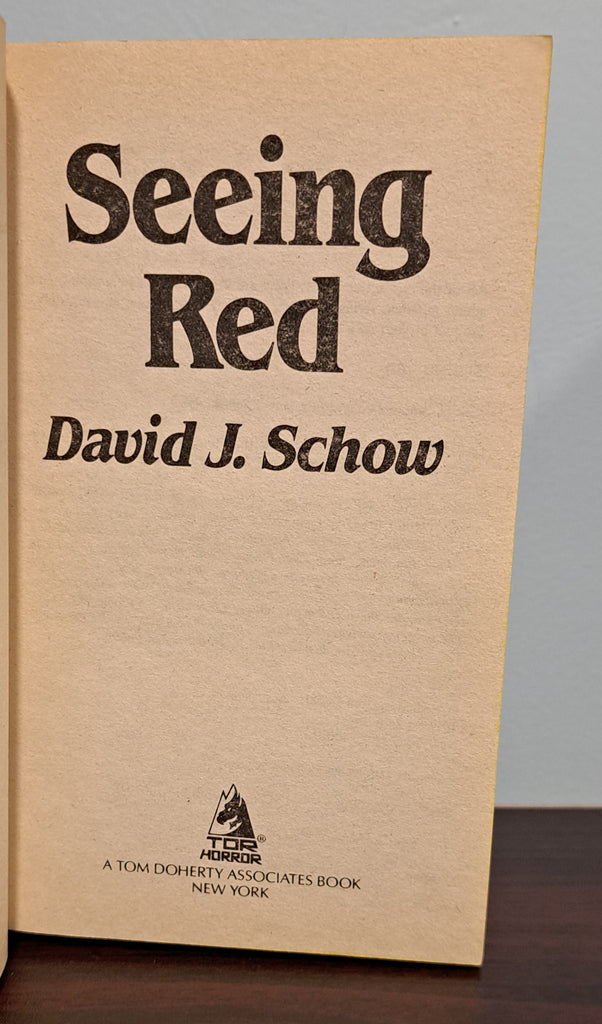 Seeing
Red
David J. Schow
TOR®
HORROR
A TOM DOHERTY ASSOCIATES BOOK
NEW YORK